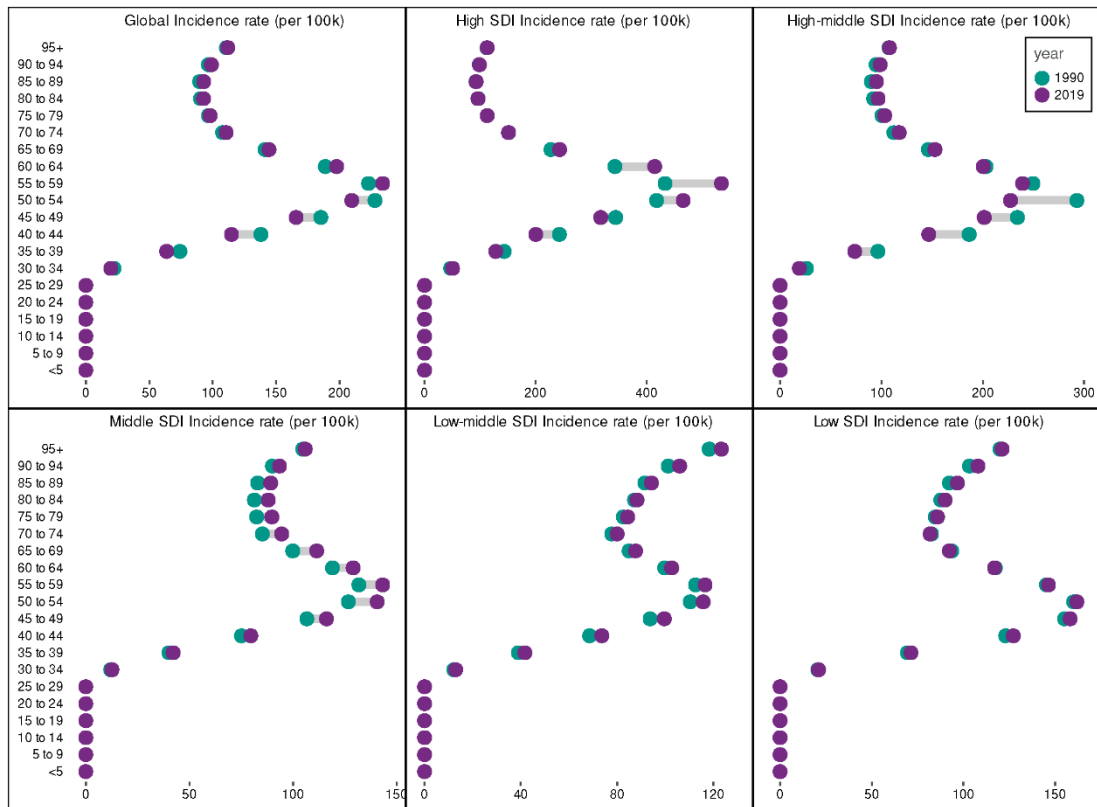 Global Incidence rate (per 100k)
High SDI Incidence rate (per 100k)
High-middle SDI Incidence rate (per 100k)
year
1990
2019
95+
90 to 94
85 to 89
80 to 84
75 to 79
70 to 74
65 to 69
60 to 64
55 to 59
50 to 54
45 to 49
40 to 44
35 to 39
30 to 34
25 to 29
20 to 24
15 to 19
10 to 14
5 to 9
<5
0 50 100 150 200
0 200 400
0 100 200 300
Middle SDI Incidence rate (per 100k)
Low-middle SDI Incidence rate (per 100k)
Low SDI Incidence rate (per 100k)
95+
90 to 94
85 to 89
80 to 84
75 to 79
70 to 74
65 to 69
60 to 64
55 to 59
50 to 54
45 to 49
40 to 44
35 to 39
30 to 34
25 to 29
20 to 24
15 to 19
10 to 14
5 to 9
<5
0 50 100 150
0 40 80 120
0 50 100 150